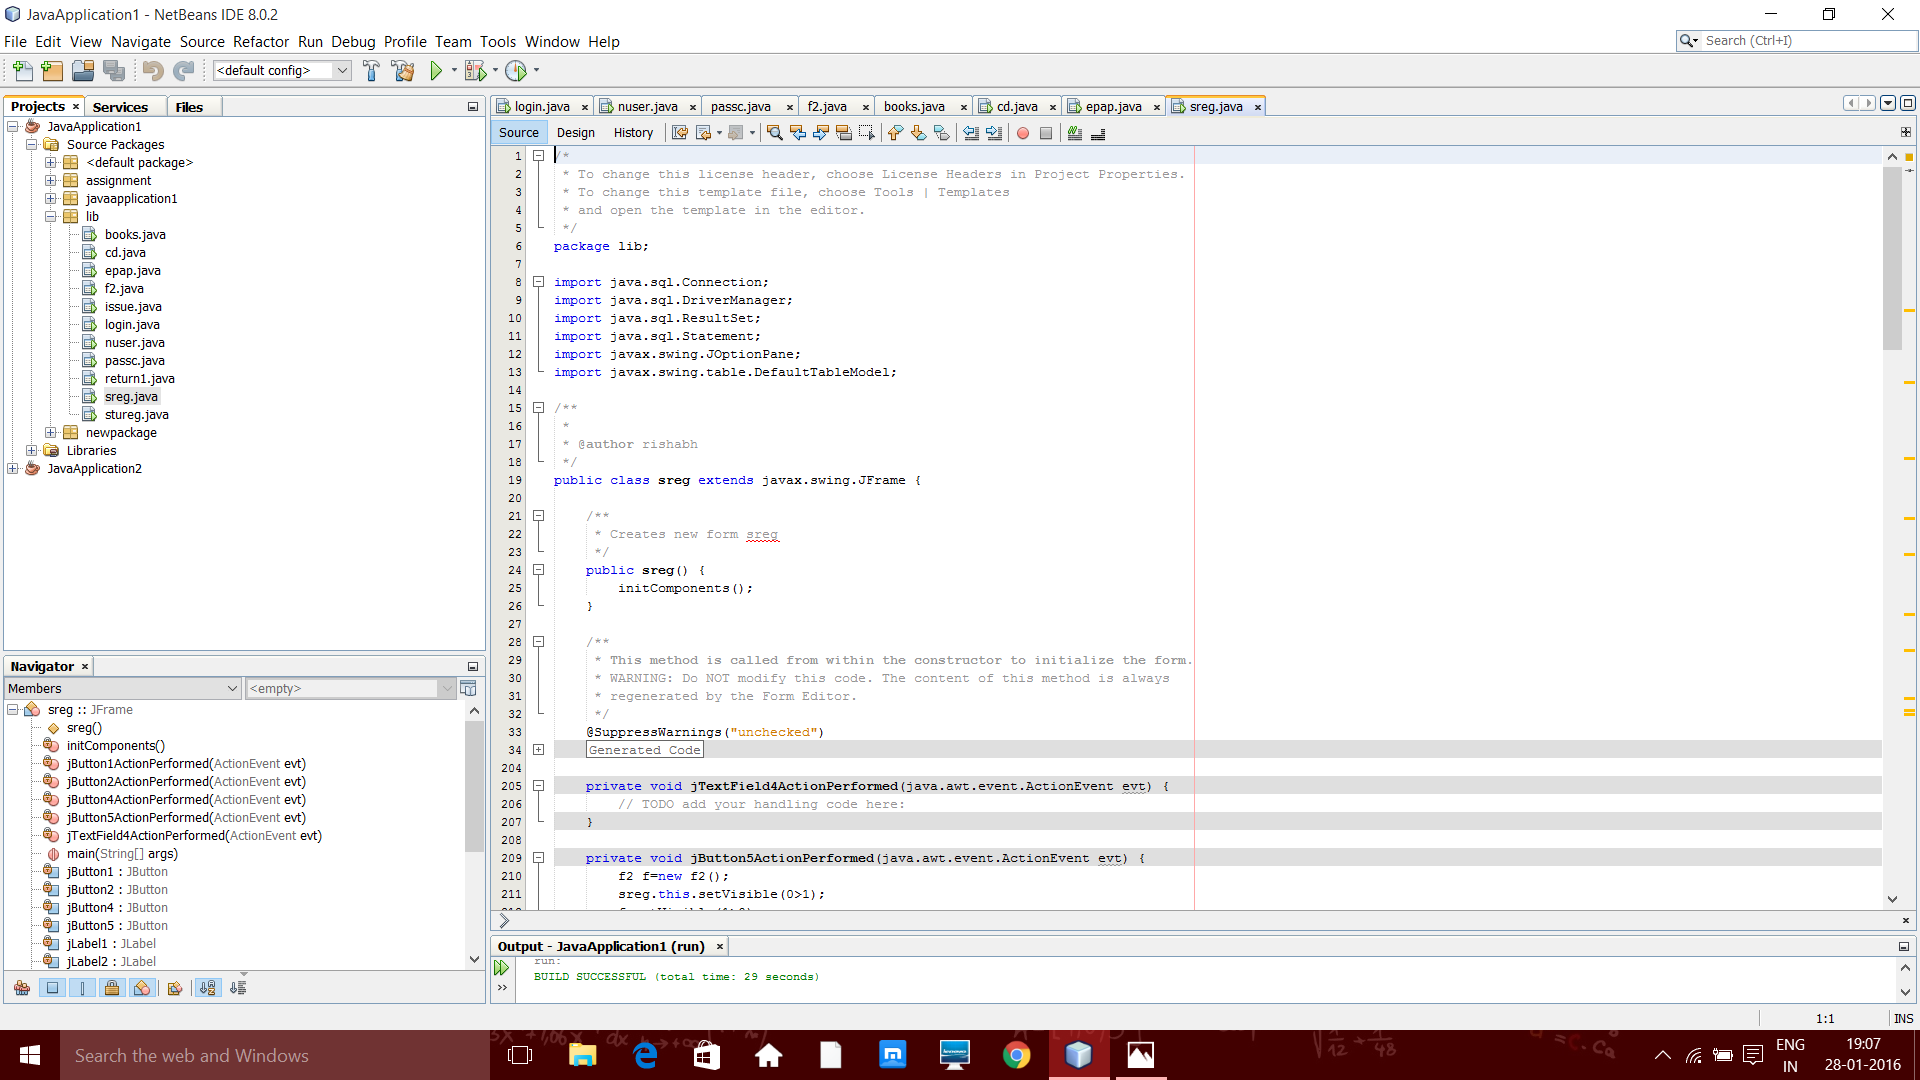 JavaApplication1 - NetBeans IDE 8.0.2
File Edit View Navigate Source Refactor Run Debug Profile Team Tools Window Help
Search (Ctrl+I)
<default config>
Projects Services Files
JavaApplication1
Source Packages
<default package>
assignment
javaapplication1
lib
books.java
cd.java
epap.java
f2.java
issue.java
login.java
nuser.java
passc.java
return1.java
sreg.java
stureg.java
newpackage
Libraries
JavaApplication2
Navigator
Members
<empty>
sreg :: JFrame
sreg()
initComponents()
jButton1ActionPerformed(ActionEvent evt)
jButton2ActionPerformed(ActionEvent evt)
jButton4ActionPerformed(ActionEvent evt)
jButton5ActionPerformed(ActionEvent evt)
jTextField4ActionPerformed(ActionEvent evt)
main(String[] args)
jButton1 : JButton
jButton2 : JButton
jButton4 : JButton
jButton5 : JButton
jLabel1 : JLabel
jLabel2 : JLabel
login.java nuser.java passc.java f2.java books.java cd.java epap.java sreg.java
Source Design History
1 /*
2 * To change this license header, choose License Headers in Project Properties.
3 * To change this template file, choose Tools | Templates
4 * and open the template in the editor.
5 */
6 package lib;
7
8 import java.sql.Connection;
9 import java.sql.DriverManager;
10 import java.sql.ResultSet;
11 import java.sql.Statement;
12 import javax.swing.JOptionPane;
13 import javax.swing.table.DefaultTableModel;
14
15 /**
16 *
17 * @author rishabh
18 */
19 public class sreg extends javax.swing.JFrame {
20
21 /**
22 * Creates new form sreg
23 */
24 public sreg() {
25 initComponents();
26 }
27
28 /**
29 * This method is called from within the constructor to initialize the form.
30 * WARNING: Do NOT modify this code. The content of this method is always
31 * regenerated by the Form Editor.
32 */
33 @SuppressWarnings("unchecked")
34 Generated Code
204
205 private void jTextField4ActionPerformed(java.awt.event.ActionEvent evt) {
206 // TODO add your handling code here:
207 }
208
209 private void jButton5ActionPerformed(java.awt.event.ActionEvent evt) {
210 f2 f=new f2();
211 sreg.this.setVisible(0>1);
Output - JavaApplication1 (run)
run:
BUILD SUCCESSFUL (total time: 29 seconds)
1:1 INS
Search the web and Windows
ENG
IN
19:07
28-01-2016